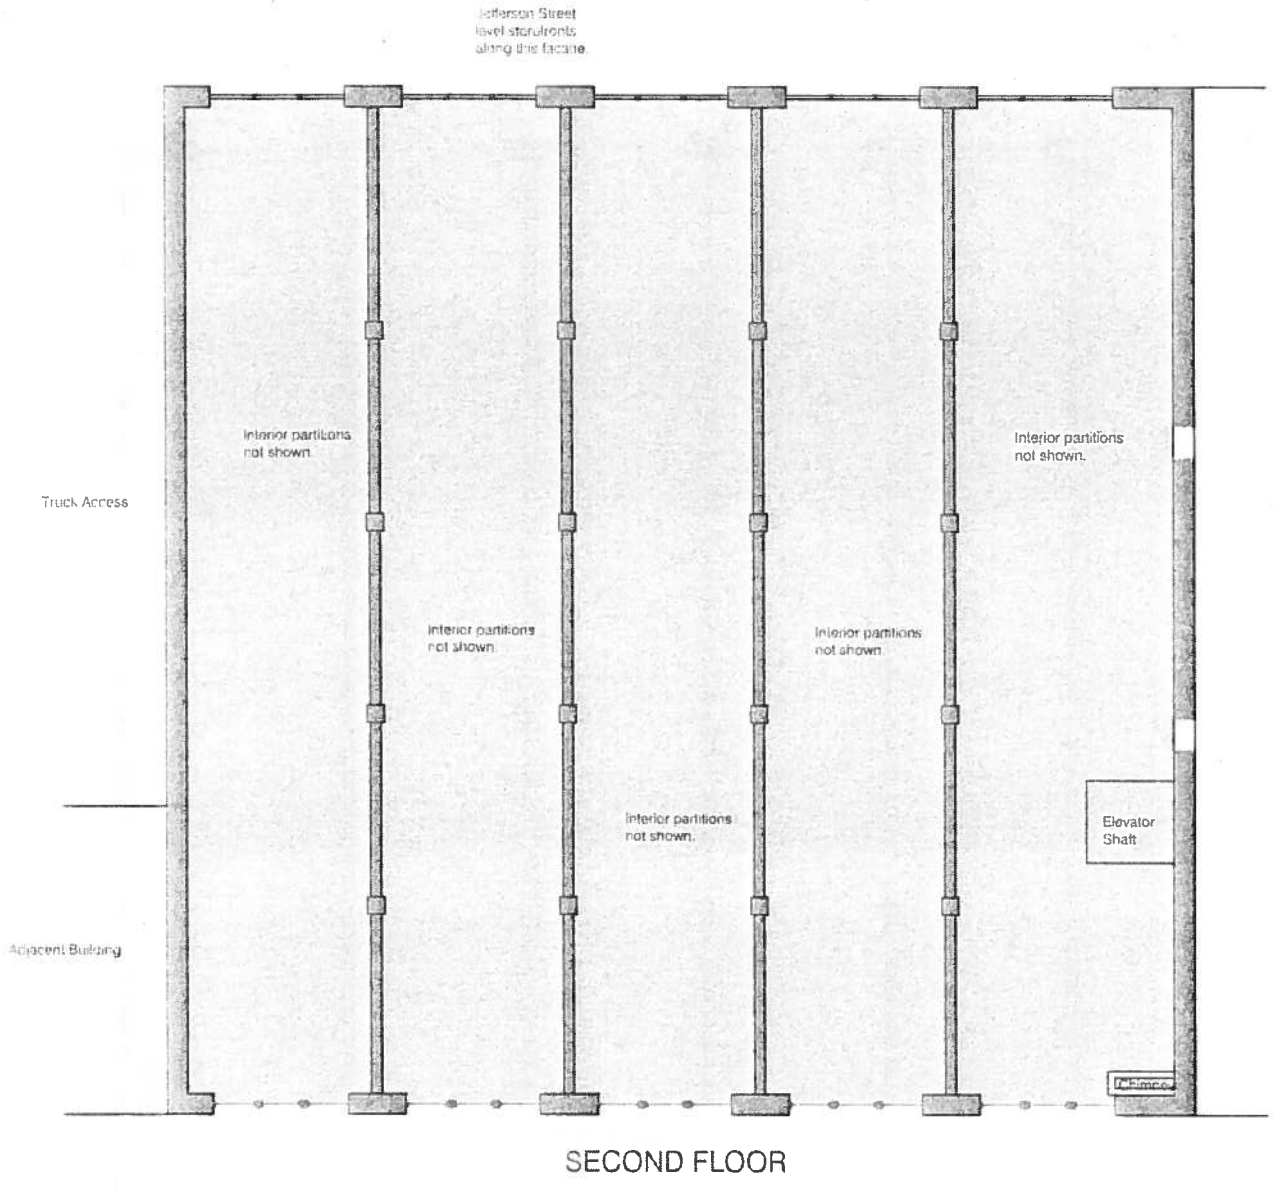 Jefferson Street
level storefronts
along this facade.
Interior partitions
not shown.
Interior partitions
not shown.
Truck Access
Interior partitions
not shown.
Interior partitions
not shown.
Interior partitions
not shown.
Elevator
Shaft
Adjacent Building
SECOND FLOOR